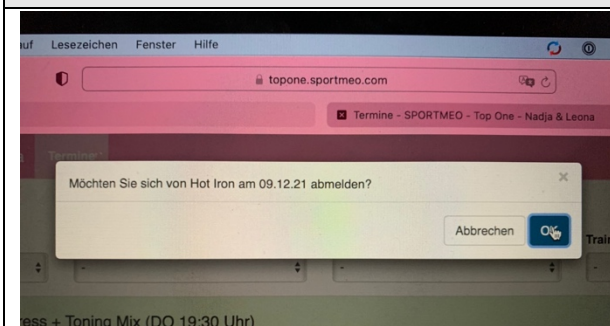 Lesezeichen Fenster Hilfe
topone.sportmeo.com
Termine - SPORTMEO - Top One - Nadja & Leona
Termine
Möchten Sie sich von Hot Iron am 09.12.21 abmelden?
Abbrechen OK
+ Toning Mix (DO 19:30 Uhr)